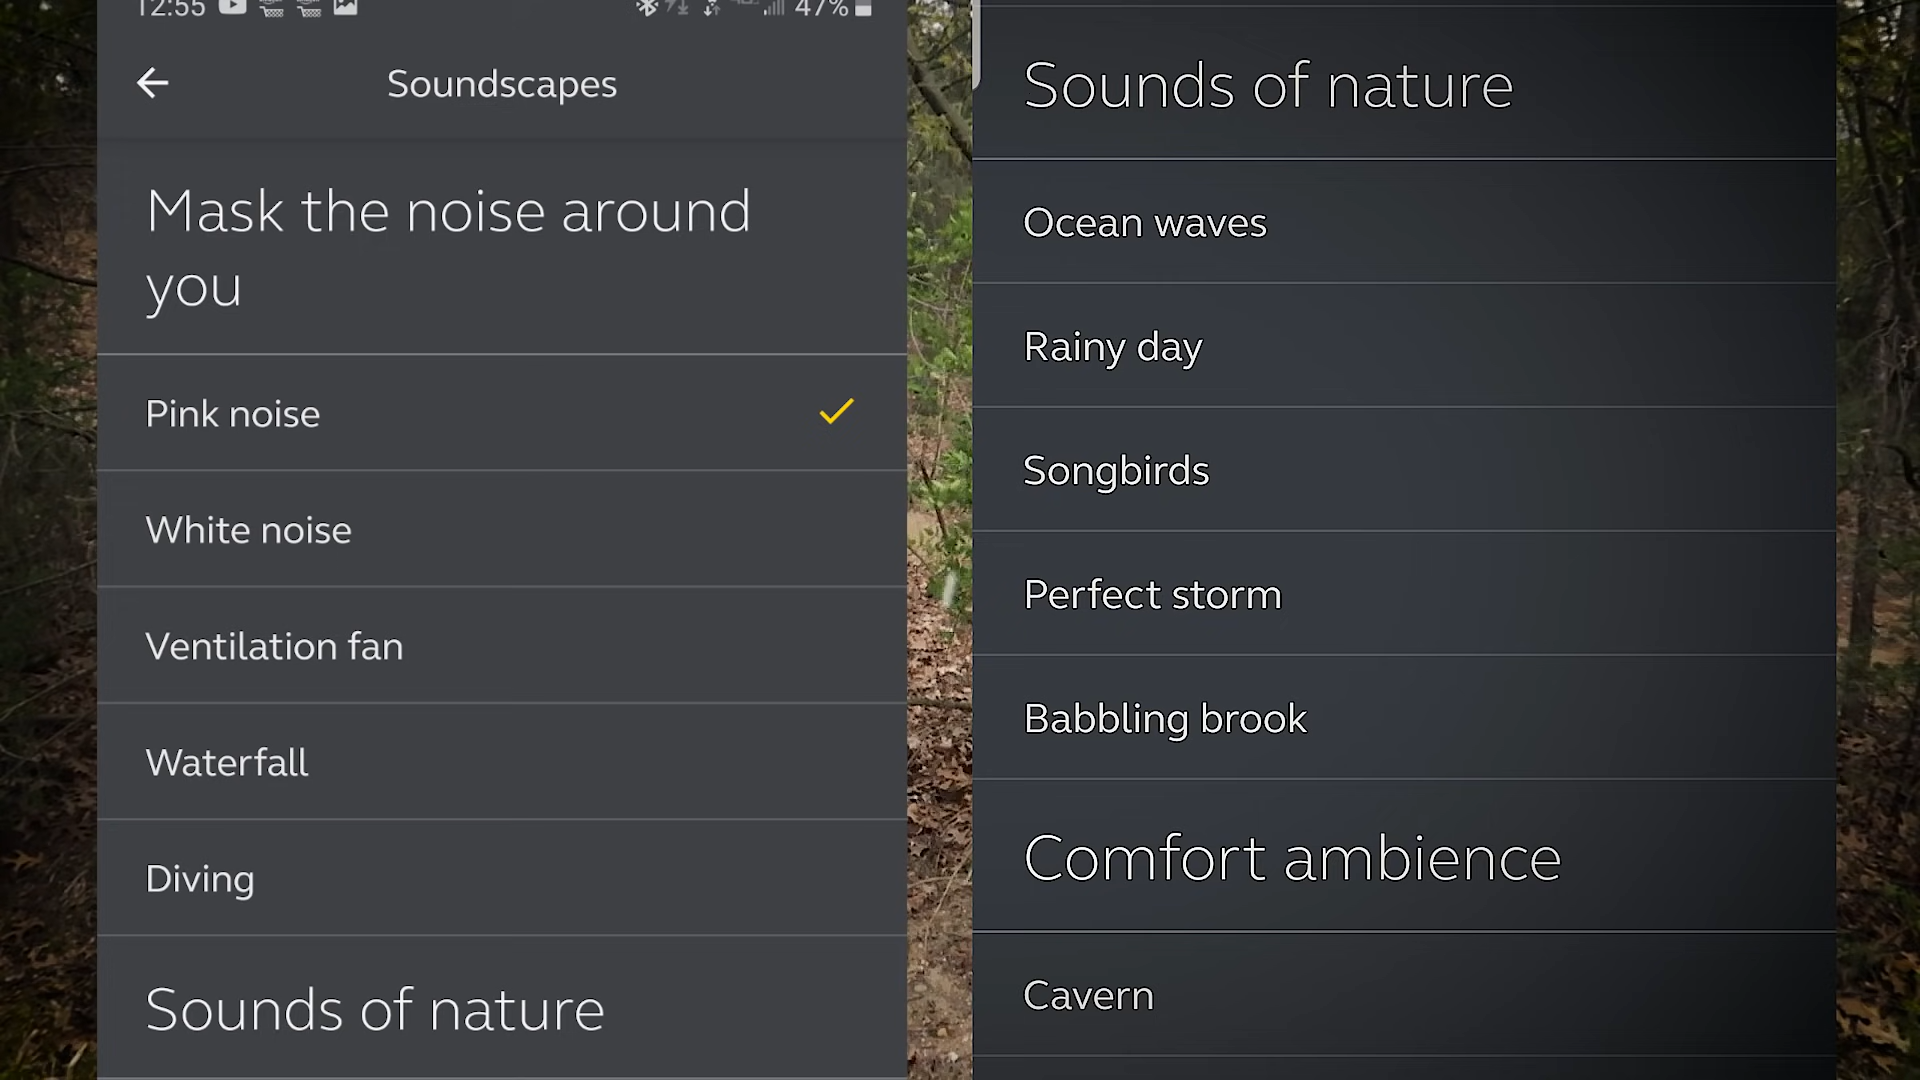 12:55 47%
Soundscapes
Mask the noise around
you
Pink noise
White noise
Ventilation fan
Waterfall
Diving
Sounds of nature
Sounds of nature
Ocean waves
Rainy day
Songbirds
Perfect storm
Babbling brook
Comfort ambience
Cavern